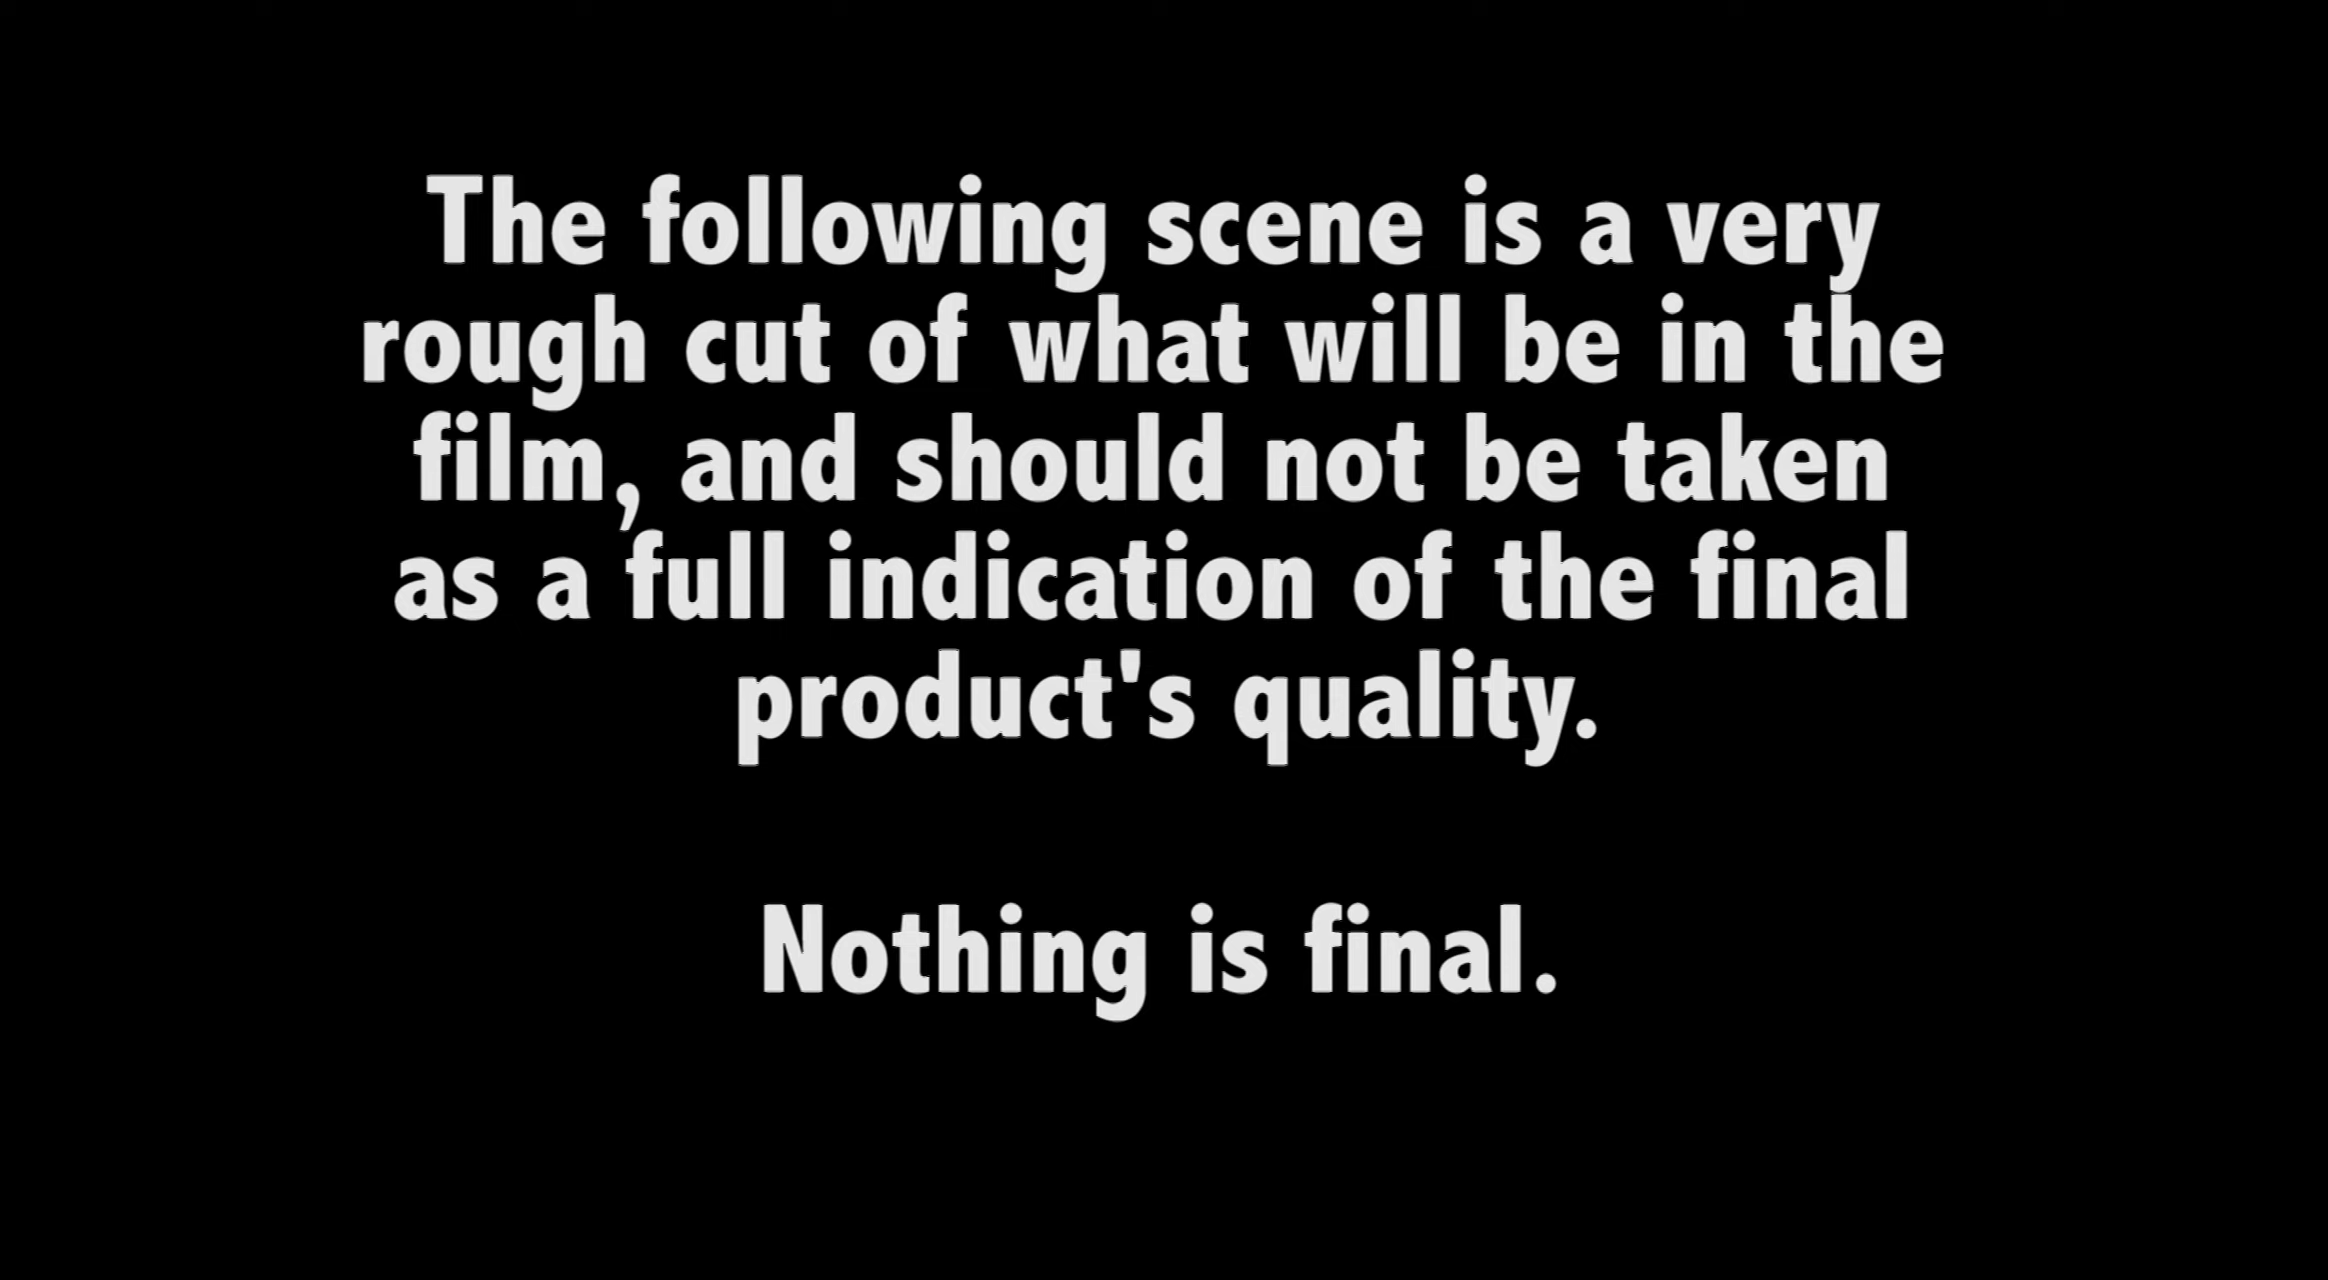 The following scene is a very
rough cut of what will be in the
film, and should not be taken
as a full indication of the final
product's quality.
Nothing is final.